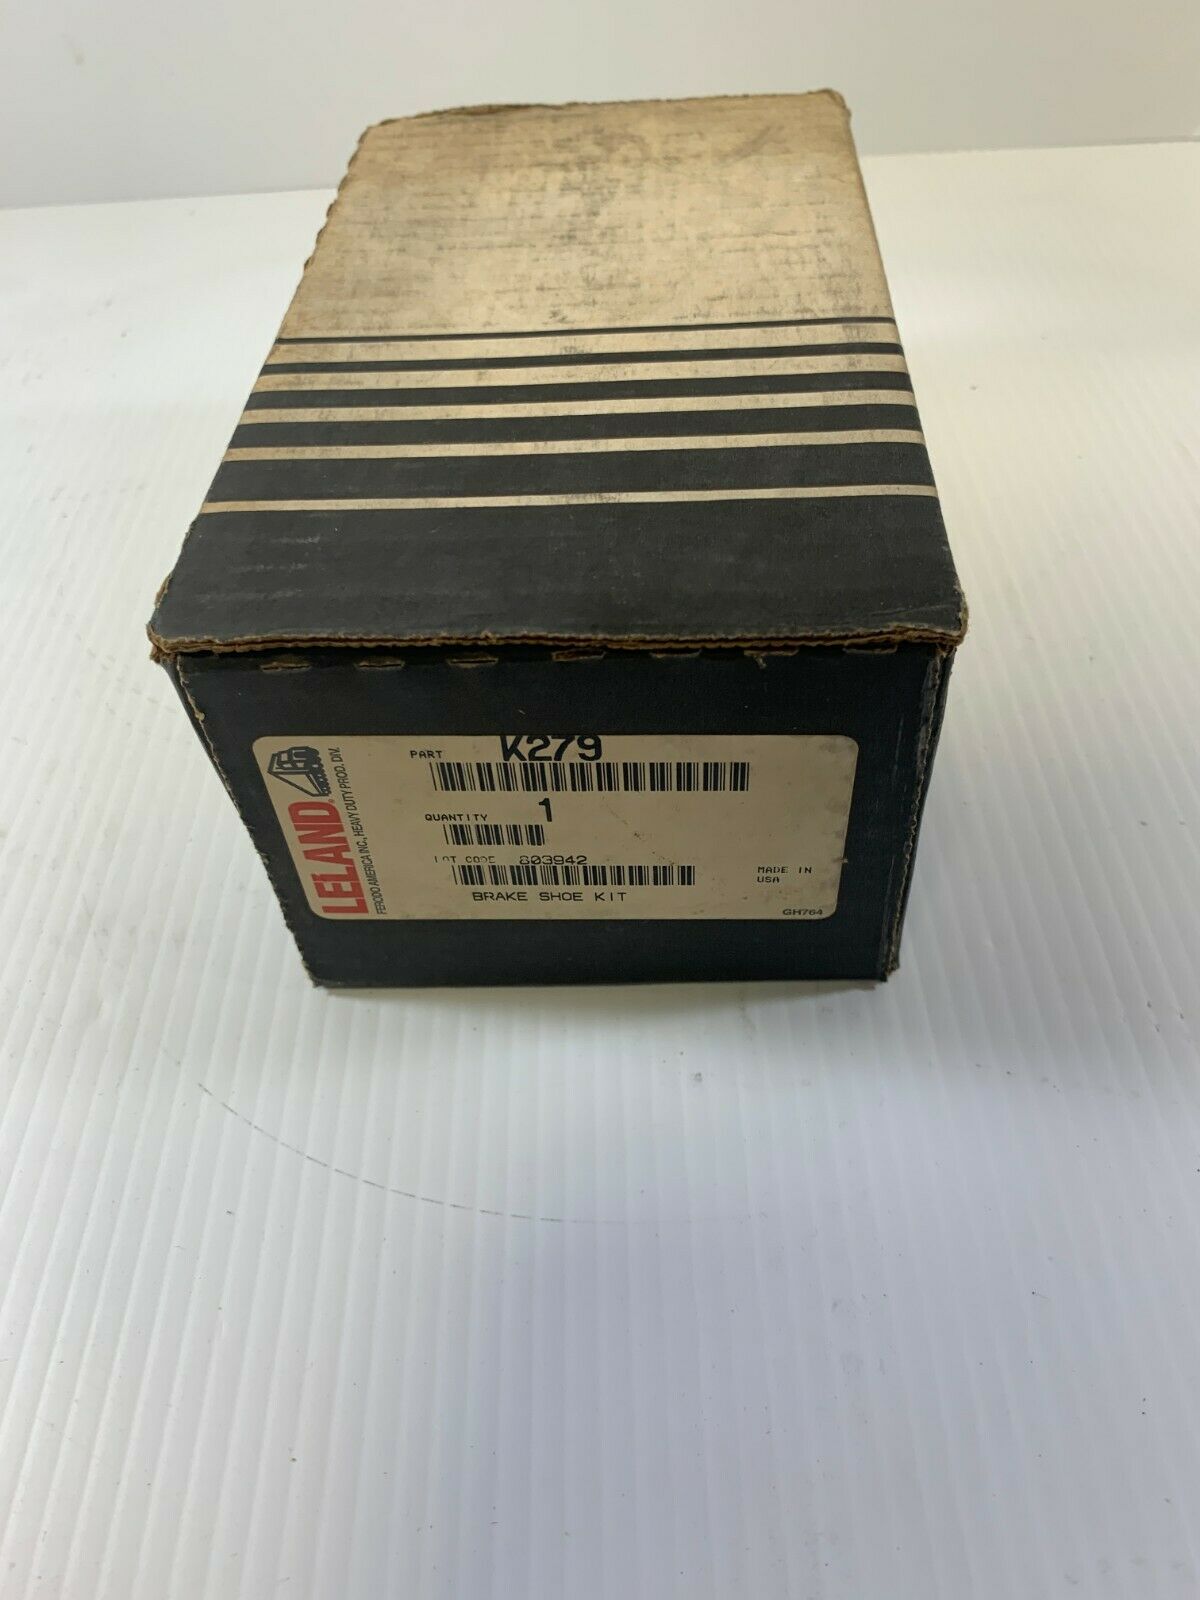 LELAND®
FERODO AMERICA INC., HEAVY DUTY PROD. DIV.
PART K279
QUANTITY 1
LOT CODE 803942
BRAKE SHOE KIT
MADE IN
USA
GH764